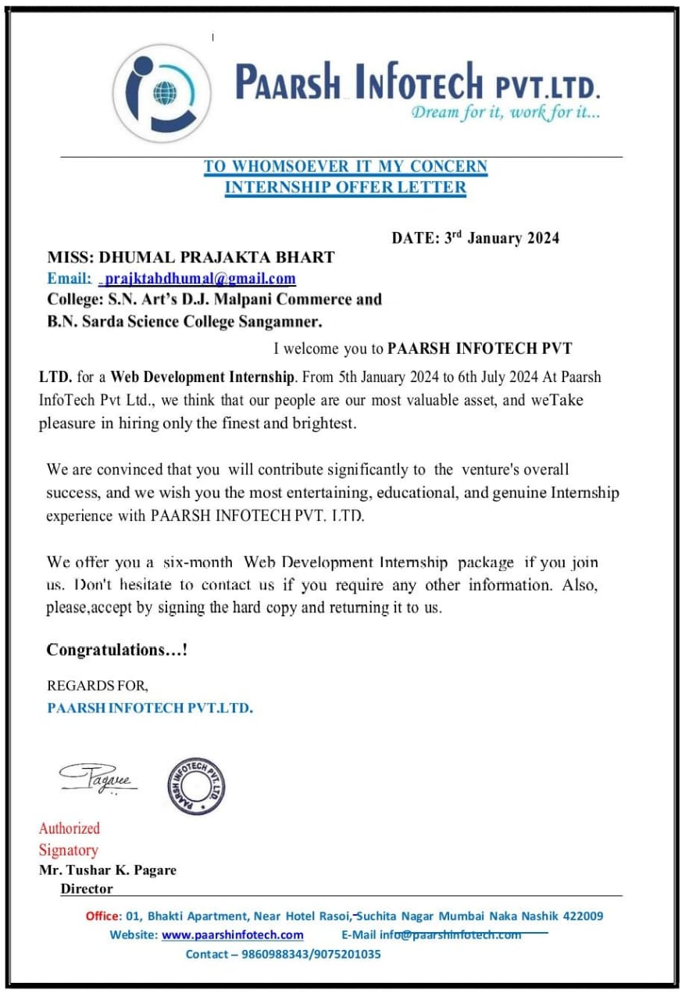 PAARSH INFOTECH PVT.LTD.
Dream for it, work for it...
TO WHOMSOEVER IT MY CONCERN
INTERNSHIP OFFER LETTER
DATE: 3rd January 2024
MISS: DHUMAL PRAJAKTA BHART
Email: prajktabdhumal@gmail.com
College: S.N. Art’s D.J. Malpani Commerce and
B.N. Sarda Science College Sangamner.
I welcome you to PAARSH INFOTECH PVT
LTD. for a Web Development Internship. From 5th January 2024 to 6th July 2024 At Paarsh
InfoTech Pvt Ltd., we think that our people are our most valuable asset, and weTake
pleasure in hiring only the finest and brightest.
We are convinced that you will contribute significantly to the venture's overall
success, and we wish you the most entertaining, educational, and genuine Internship
experience with PAARSH INFOTECH PVT. LTD.
We offer you a six-month Web Development Internship package if you join
us. Don't hesitate to contact us if you require any other information. Also,
please,accept by signing the hard copy and returning it to us.
Congratulations...!
REGARDS FOR,
PAARSH INFOTECH PVT.LTD.
Pagaree
PAARSH INFOTECH PVT. LTD.
Authorized
Signatory
Mr. Tushar K. Pagare
Director
Office: 01, Bhakti Apartment, Near Hotel Rasoi, Suchita Nagar Mumbai Naka Nashik 422009
Website: www.paarshinfotech.com E-Mail info@paarshinfotech.com
Contact – 9860988343/9075201035